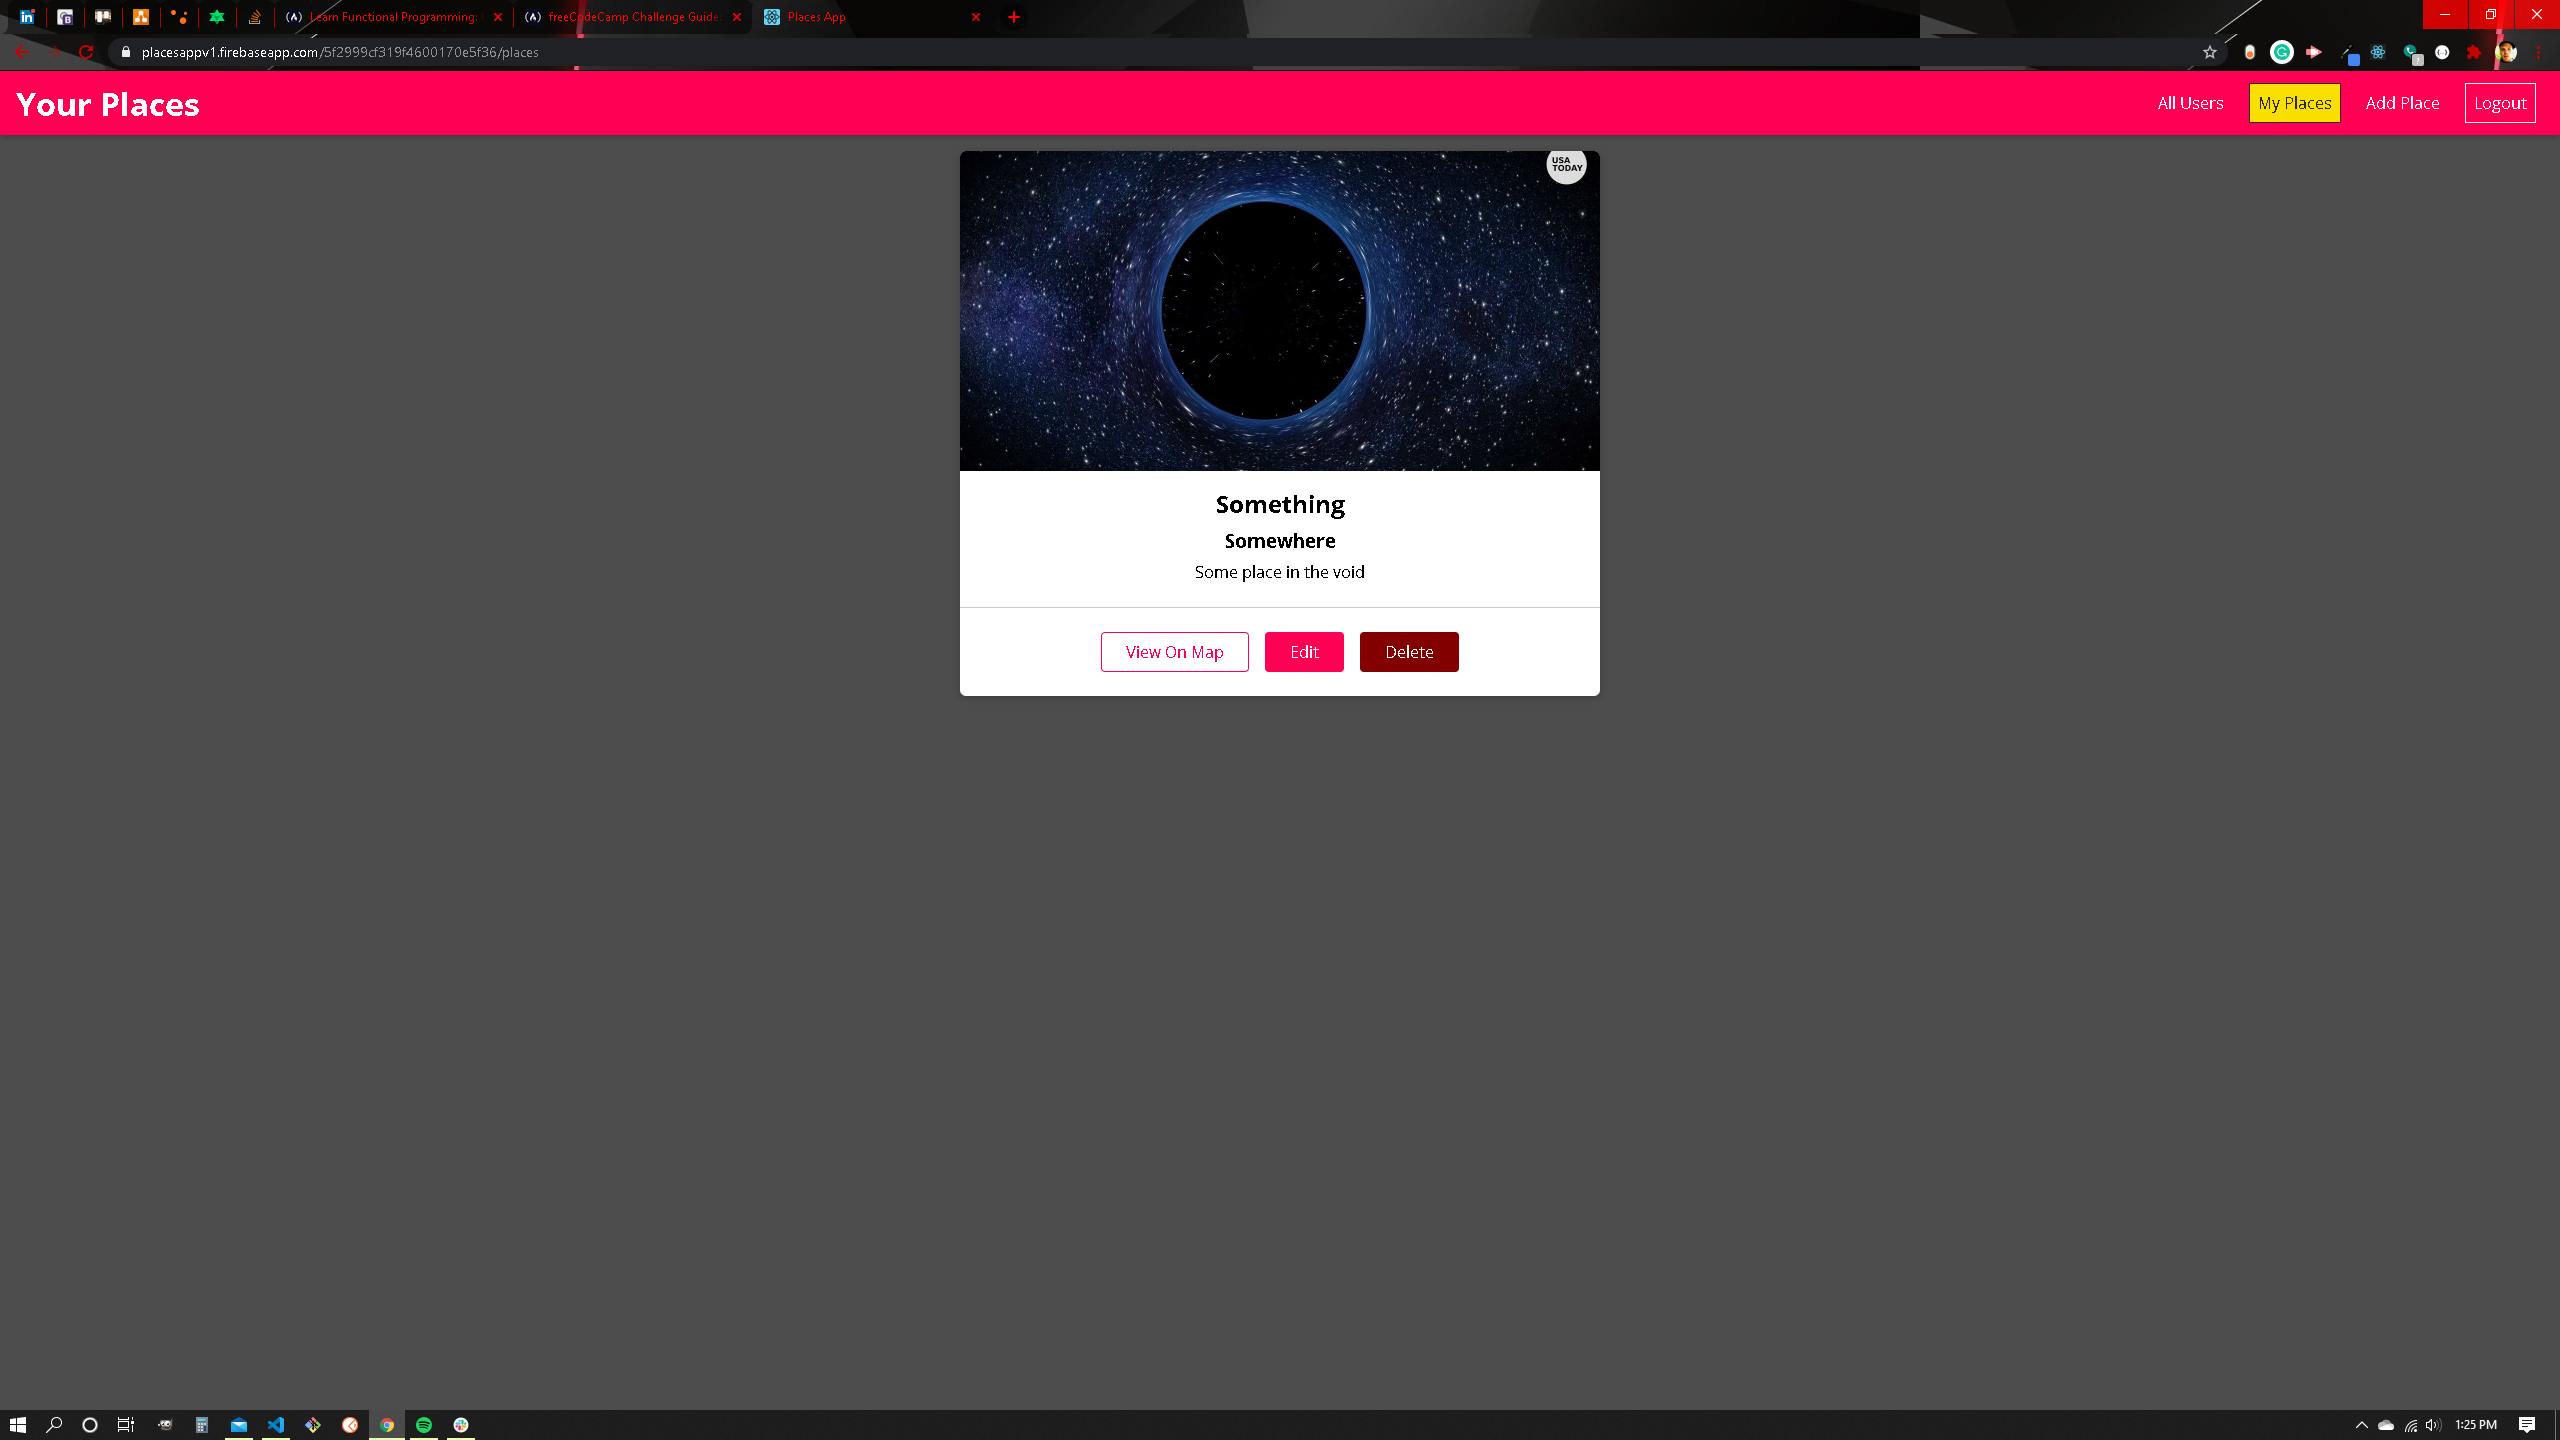 Learn Functional Programming:
freeCodeCamp Challenge Guide:
Places App
placesappv1.firebaseapp.com/5f2999cf319f4600170e5f36/places
Your Places
All Users
My Places
Add Place
Logout
USA
TODAY
Something
Somewhere
Some place in the void
View On Map
Edit
Delete
1:25 PM